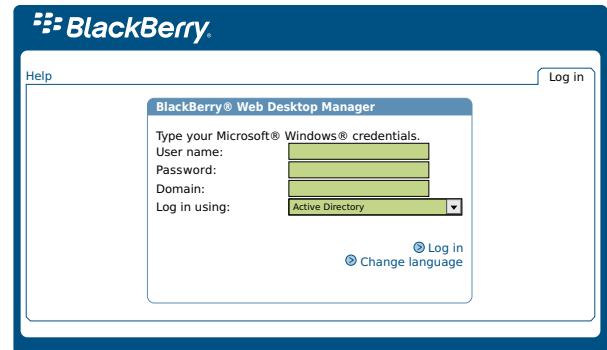 BlackBerry®
Help
Log in
BlackBerry® Web Desktop Manager
Type your Microsoft® Windows® credentials.
User name:
Password:
Domain:
Log in using: Active Directory
Log in
Change language